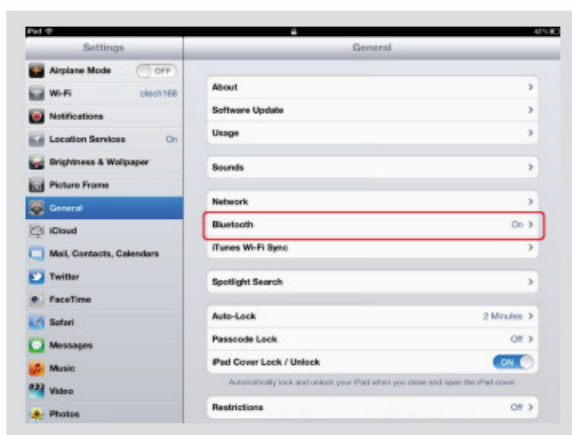 iPad 42%
Settings
General
Airplane Mode OFF
Wi-Fi ctech168
Notifications
Location Services On
Brightness & Wallpaper
Picture Frame
General
iCloud
Mail, Contacts, Calendars
Twitter
FaceTime
Safari
Messages
Music
Video
Photos
About
Software Update
Usage
Sounds
Network
Bluetooth On
iTunes Wi-Fi Sync
Spotlight Search
Auto-Lock 2 Minutes
Passcode Lock Off
iPad Cover Lock / Unlock ON
Automatically lock and unlock your iPad when you close and open the iPad cover.
Restrictions Off